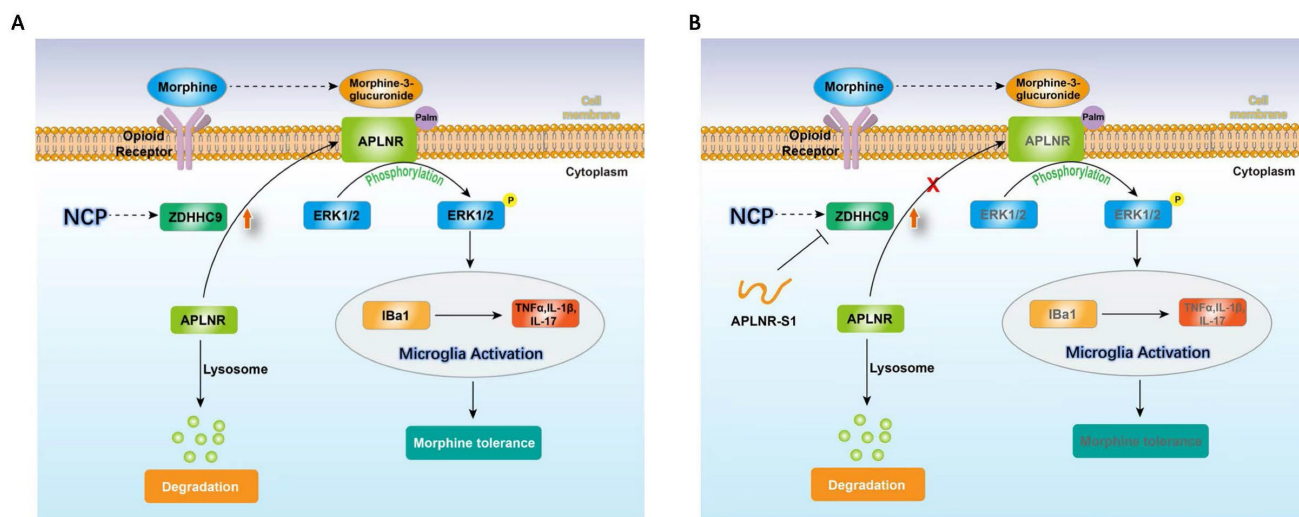 A
Morphine
Morphine-3-
glucuronide
Palm
Cell
membrane
Opioid
Receptor
APLNR
Cytoplasm
Phosphorylation
NCP
ZDHHC9
ERK1/2
ERK1/2
P
APLNR
IBa1
TNFα,IL-1β,
IL-17
Microglia Activation
Lysosome
Morphine tolerance
Degradation
B
Morphine
Morphine-3-
glucuronide
Palm
Cell
membrane
Opioid
Receptor
APLNR
Cytoplasm
X
Phosphorylation
NCP
ZDHHC9
ERK1/2
ERK1/2
P
APLNR-S1
APLNR
IBa1
TNFα,IL-1β,
IL-17
Microglia Activation
Lysosome
Morphine tolerance
Degradation